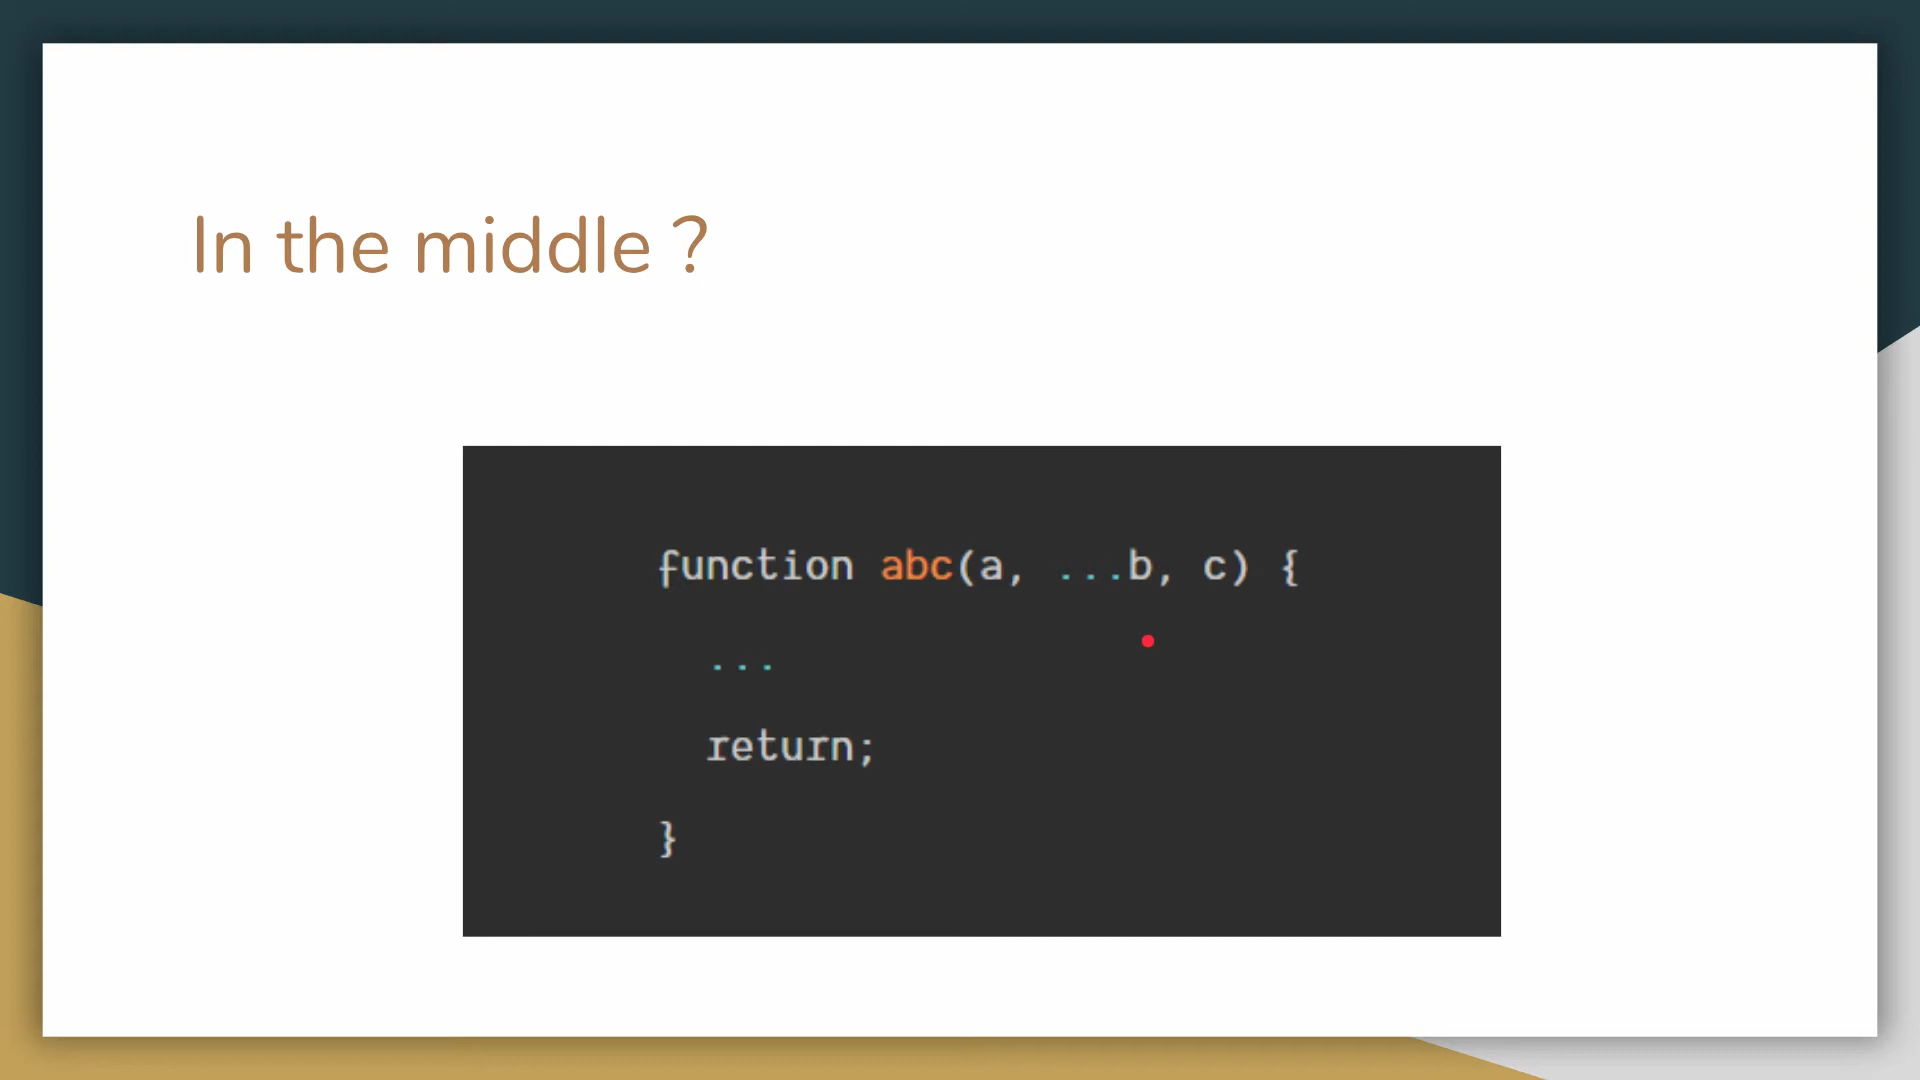 In the middle ?
function abc(a, ...b, c) {
...
return;
}